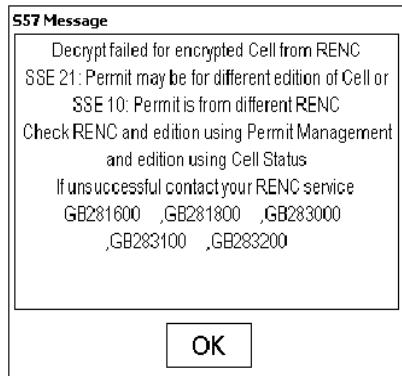 S57 Message
Decrypt failed for encrypted Cell from RENC
SSE 21: Permit may be for different edition of Cell or
SSE 10: Permit is from different RENC
Check RENC and edition using Permit Management
and edition using Cell Status
If unsuccessful contact your RENC service
GB281600 ,GB281800 ,GB283000
,GB283100 ,GB283200
OK